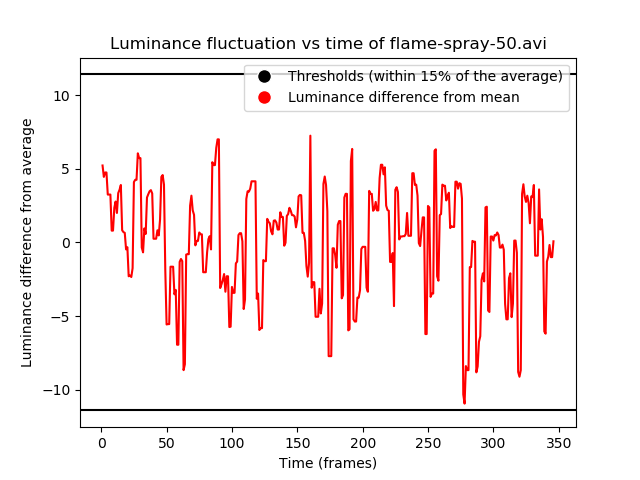 Luminance fluctuation vs time of flame-spray-50.avi
Thresholds (within 15% of the average)
Luminance difference from mean
Luminance difference from average
10
5
0
−5
−10
0 50 100 150 200 250 300 350
Time (frames)